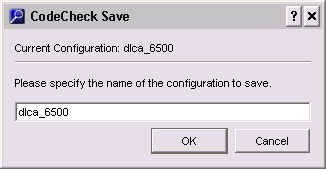 CodeCheck Save
Current Configuration: dlca_6500
Please specify the name of the configuration to save.
dlca_6500
OK Cancel